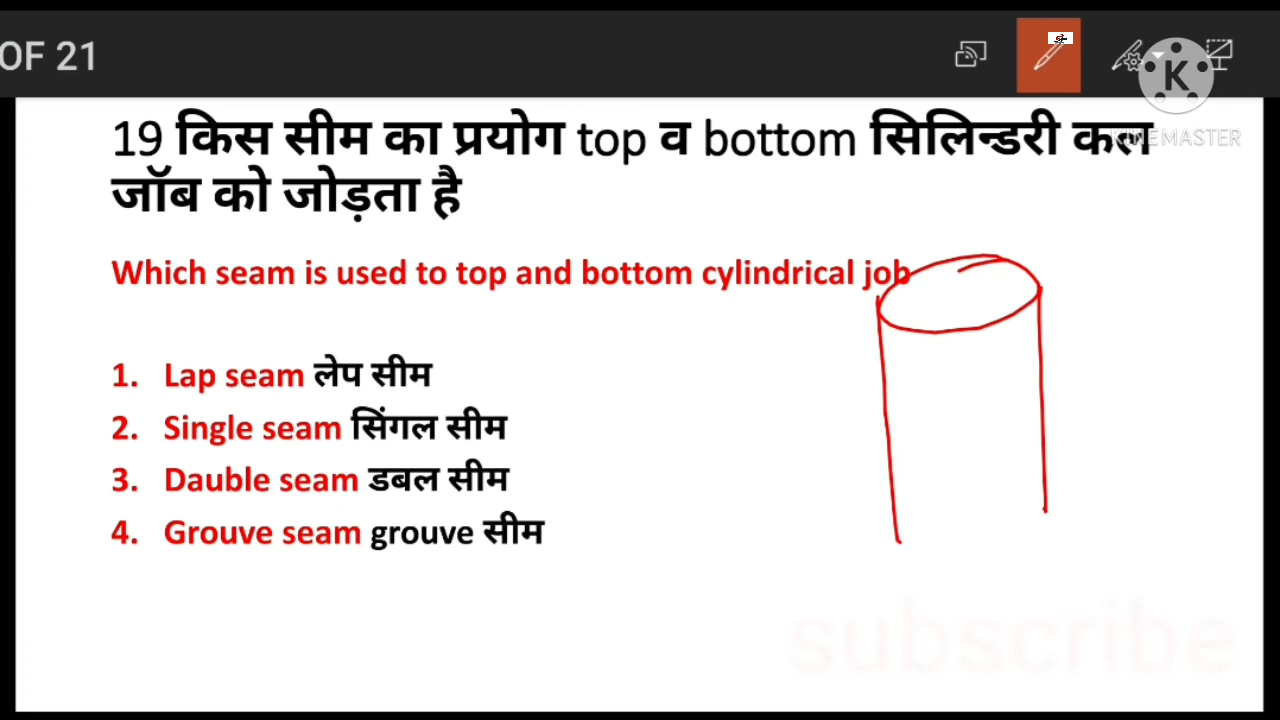 OF 21
K
KINEMASTER
19 किस सीम का प्रयोग top व bottom सिलिन्डरी कल
जॉब को जोड़ता है
Which seam is used to top and bottom cylindrical job
1. Lap seam लेप सीम
2. Single seam सिंगल सीम
3. Dauble seam डबल सीम
4. Grouve seam grouve सीम
subscribe